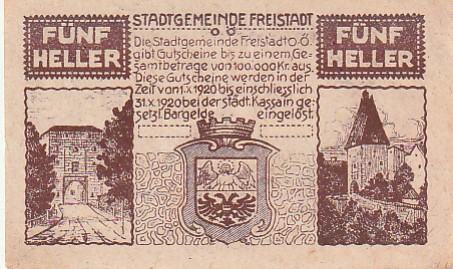 STADTGEMEINDE FREISTADT
O.Ö.
FÜNF
HELLER
Die Stadtgemeinde Freistadt O.-Ö.
gibt Gutscheine bis zu einem Ge-
samtbetrage von 100.000 Kr. aus.
Diese Gutscheine werden in der
Zeit von 1.X.1920 bis einschliesslich
31.X.1920 bei der städt. Kassa in ge-
setzl. Bargelde eingelöst.
FÜNF
HELLER